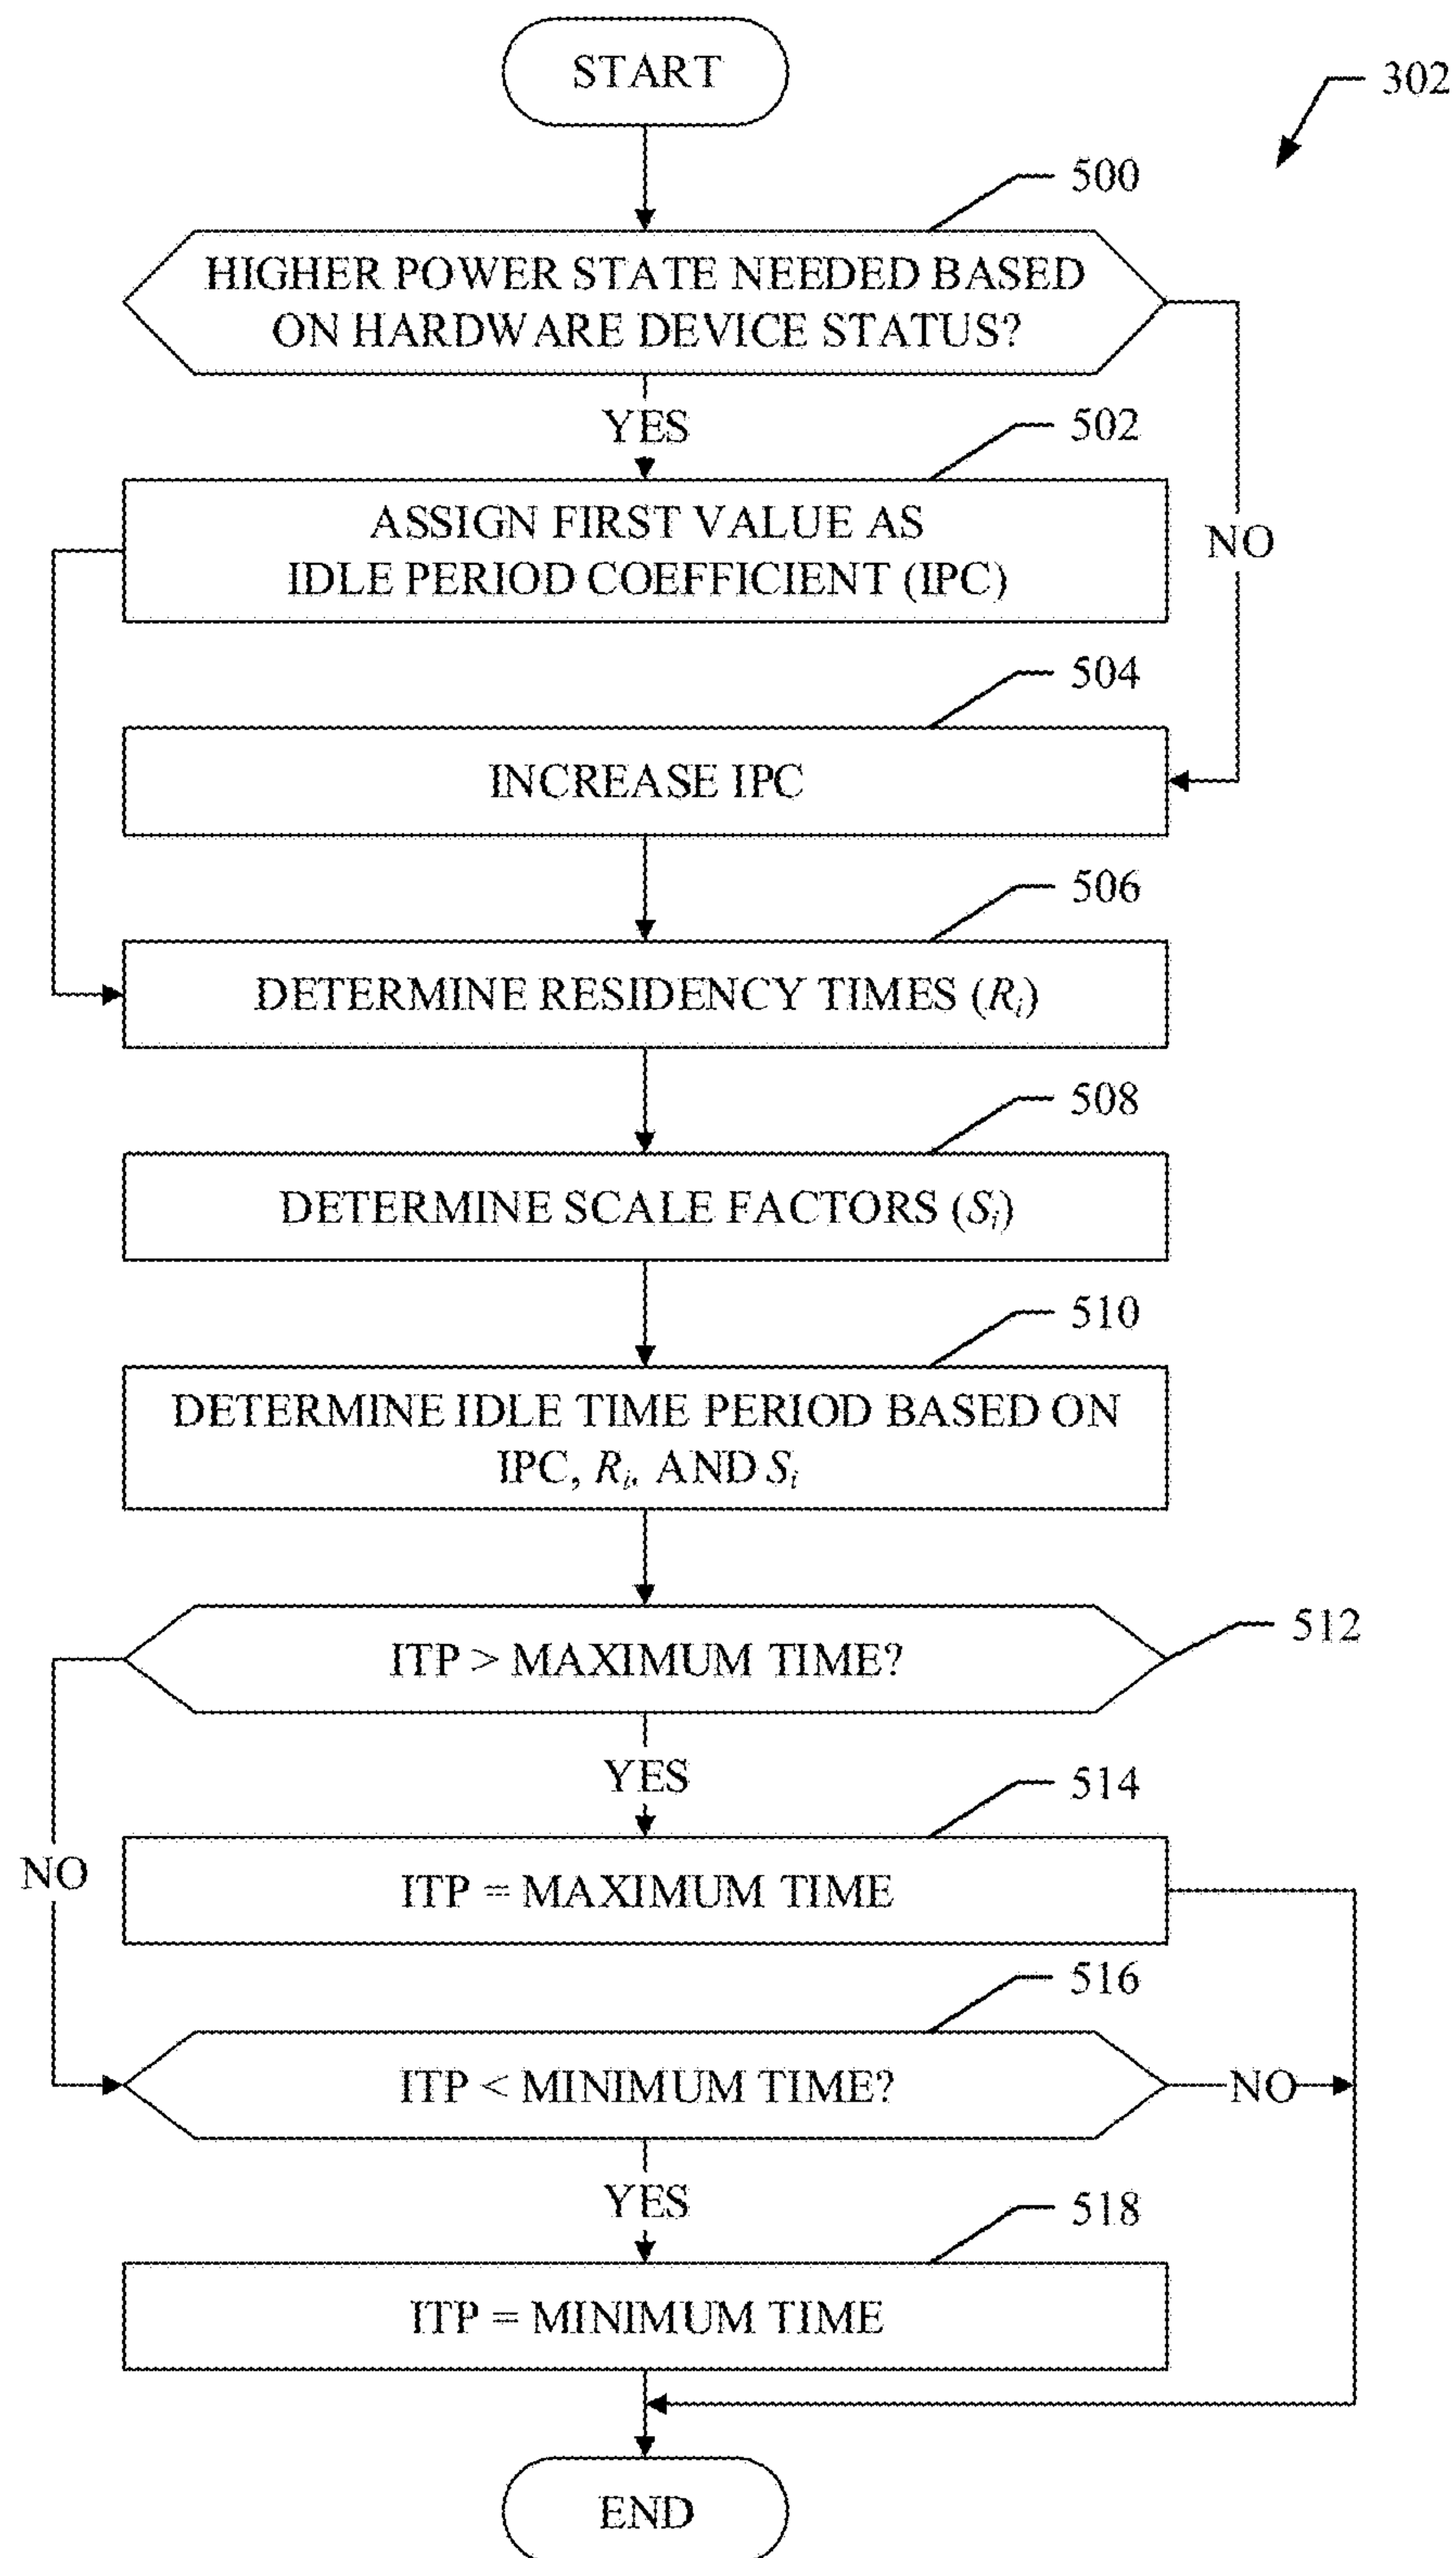 START
302
500
HIGHER POWER STATE NEEDED BASED
ON HARDWARE DEVICE STATUS?
YES
502
ASSIGN FIRST VALUE AS
IDLE PERIOD COEFFICIENT (IPC)
NO
504
INCREASE IPC
506
DETERMINE RESIDENCY TIMES (Ri)
508
DETERMINE SCALE FACTORS (Si)
510
DETERMINE IDLE TIME PERIOD BASED ON
IPC, Ri, AND Si
512
ITP > MAXIMUM TIME?
YES
514
NO
ITP = MAXIMUM TIME
516
ITP < MINIMUM TIME?
NO
YES
518
ITP = MINIMUM TIME
END